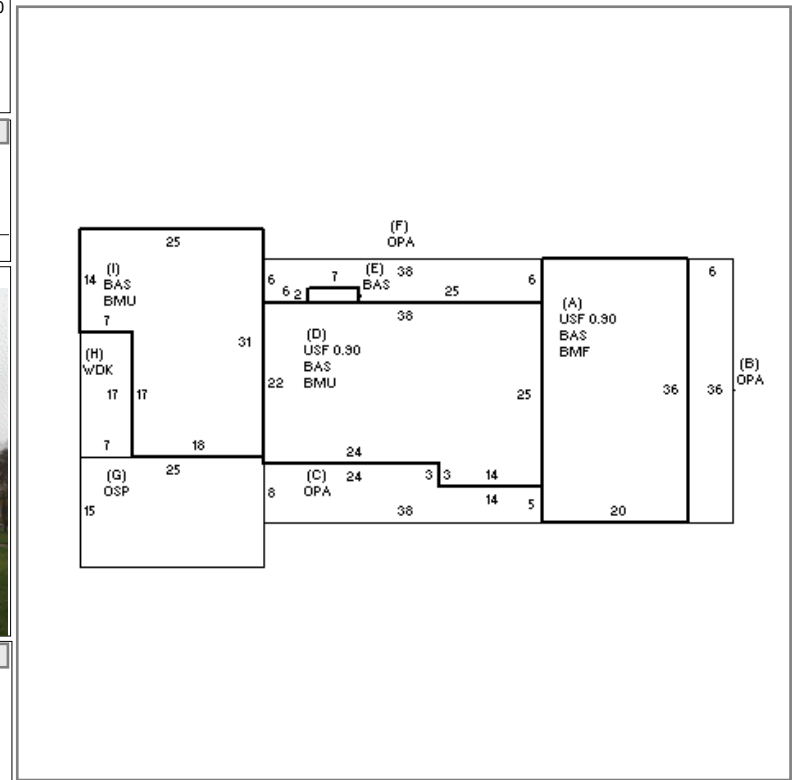 (F)
OPA
25
14
(I)
BAS
BMU
7
31
6
6
2
7
(E)
BAS
38
25
6
38
6
(A)
USF 0.90
BAS
BMF
36
36
(B)
OPA
(D)
USF 0.90
BAS
BMU
22
25
(H)
WDK
17
17
7
18
24
25
(G)
OSP
15
8
(C)
OPA
24
3
3
14
14
5
38
20